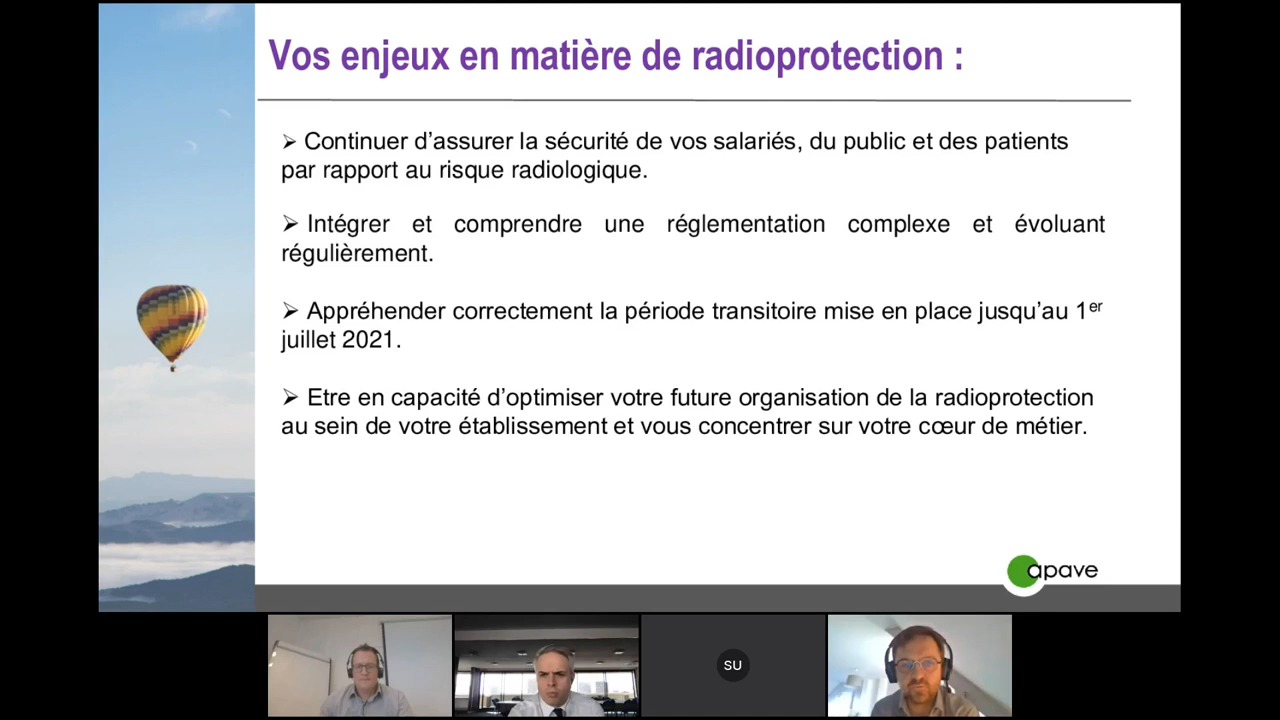 Vos enjeux en matière de radioprotection :
➢ Continuer d’assurer la sécurité de vos salariés, du public et des patients
par rapport au risque radiologique.
➢ Intégrer et comprendre une réglementation complexe et évoluant
régulièrement.
➢ Appréhender correctement la période transitoire mise en place jusqu’au 1er
juillet 2021.
➢ Etre en capacité d’optimiser votre future organisation de la radioprotection
au sein de votre établissement et vous concentrer sur votre cœur de métier.
apave
SU